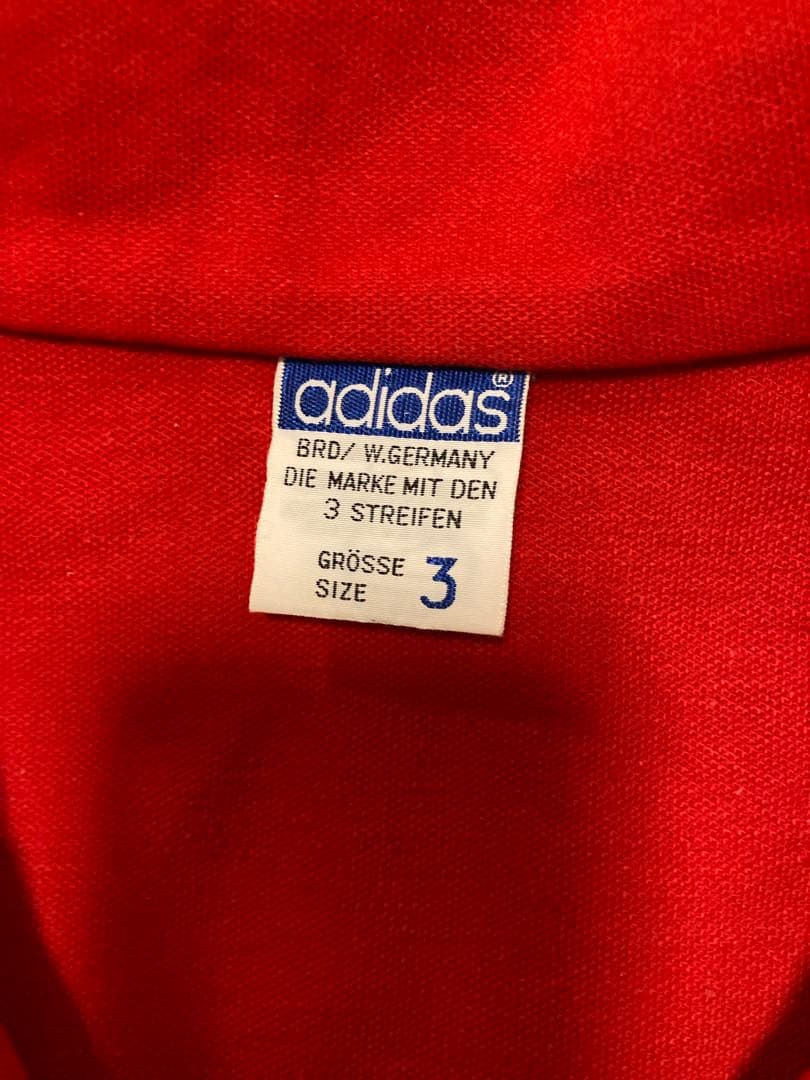 adidas®
BRD/ W.GERMANY
DIE MARKE MIT DEN
3 STREIFEN
GRÖSSE 3
SIZE